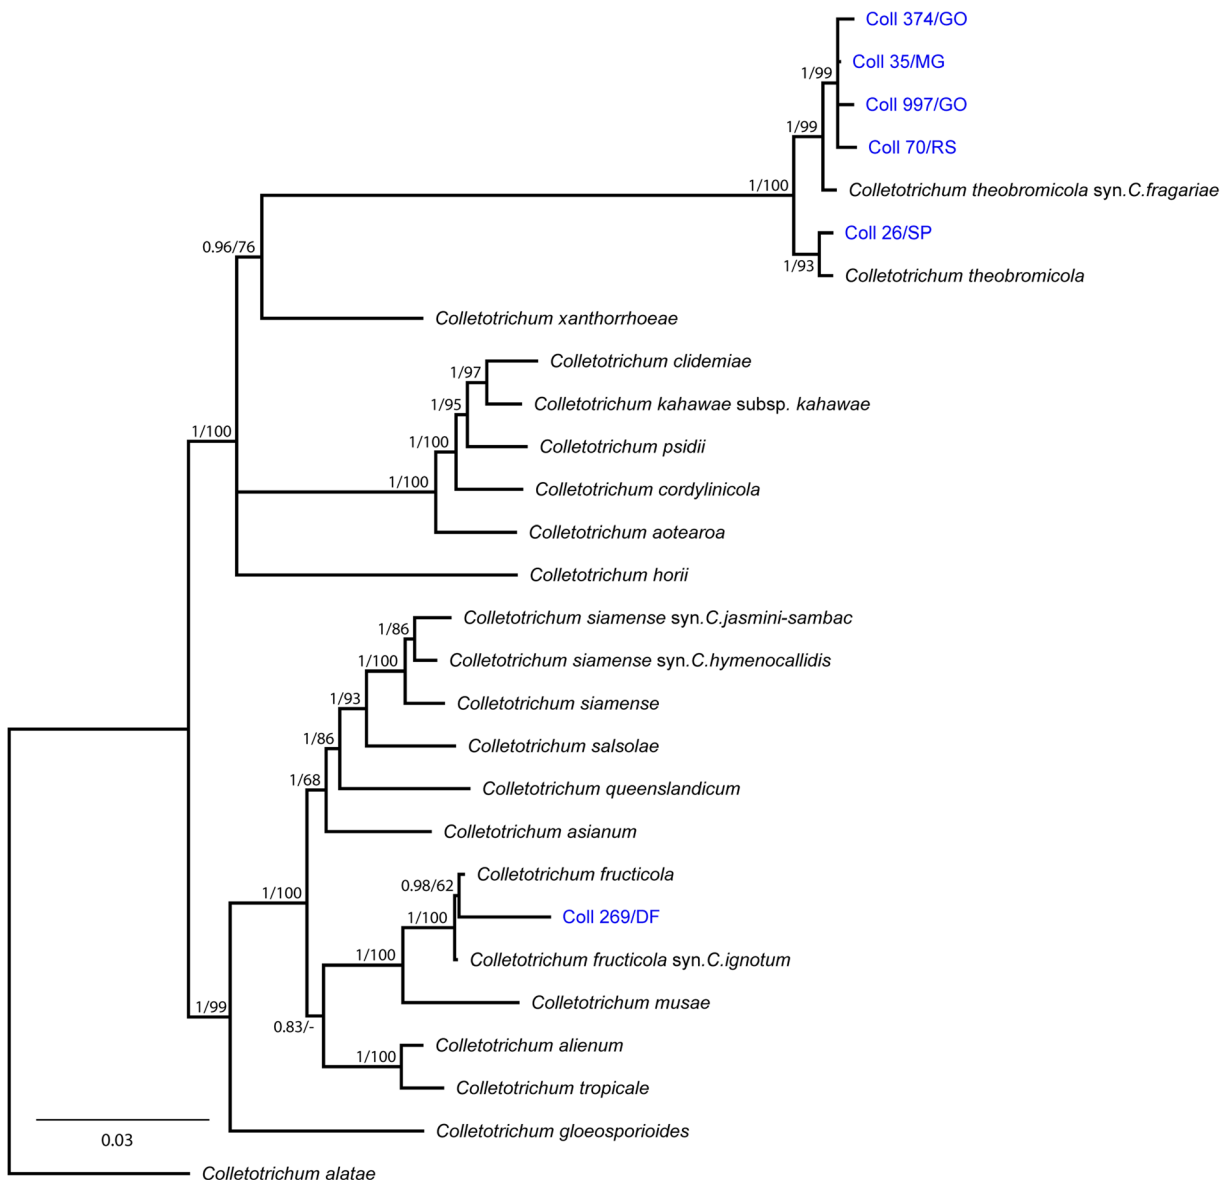 Coll 374/GO
Coll 35/MG
1/99
Coll 997/GO
1/99
Coll 70/RS
1/100
Colletotrichum theobromicola syn.C.fragariae
Coll 26/SP
0.96/76
1/93
Colletotrichum theobromicola
Colletotrichum xanthorrhoeae
Colletotrichum clidemiae
1/97
Colletotrichum kahawae subsp. kahawae
1/95
1/100
1/100
Colletotrichum psidii
1/100
Colletotrichum cordylinicola
Colletotrichum aotearoa
Colletotrichum horii
Colletotrichum siamense syn.C.jasmini-sambac
1/86
Colletotrichum siamense syn.C.hymenocallidis
1/100
1/93
Colletotrichum siamense
1/86
Colletotrichum salsolae
1/68
Colletotrichum queenslandicum
Colletotrichum asianum
Colletotrichum fructicola
0.98/62
1/100
1/100
Coll 269/DF
1/100
Colletotrichum fructicola syn.C.ignotum
Colletotrichum musae
1/99
0.83/-
Colletotrichum alienum
1/100
Colletotrichum tropicale
0.03
Colletotrichum gloeosporioides
Colletotrichum alatae